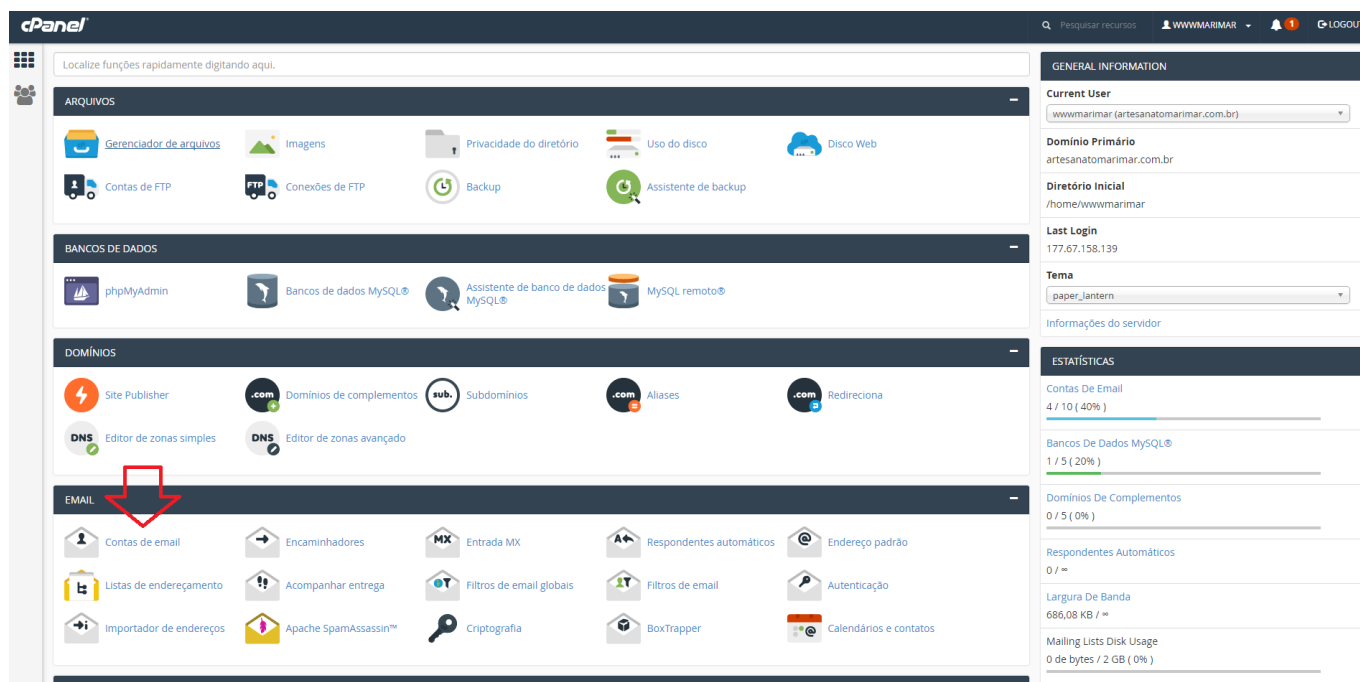 cPanel
Pesquisar recursos
WWWMARIMAR
1
LOGOUT
Localize funções rapidamente digitando aqui.
ARQUIVOS
Gerenciador de arquivos
Imagens
Privacidade do diretório
Uso do disco
Disco Web
Contas de FTP
FTP
Conexões de FTP
Backup
Assistente de backup
BANCOS DE DADOS
phpMyAdmin
Bancos de dados MySQL®
Assistente de banco de dados
MySQL®
MySQL remoto®
DOMÍNIOS
Site Publisher
.com
Domínios de complementos
sub.
Subdomínios
.com
Aliases
.com
Redireciona
DNS
Editor de zonas simples
DNS
Editor de zonas avançado
EMAIL
Contas de email
Encaminhadores
MX
Entrada MX
A
Respondentes automáticos
@
Endereço padrão
Listas de endereçamento
Acompanhar entrega
Filtros de email globais
Filtros de email
Autenticação
Importador de endereços
Apache SpamAssassin™
Criptografia
BoxTrapper
@
Calendários e contatos
GENERAL INFORMATION
Current User
wwwmarimar (artesanatomarimar.com.br)
Domínio Primário
artesanatomarimar.com.br
Diretório Inicial
/home/wwwmarimar
Last Login
177.67.158.139
Tema
paper_lantern
Informações do servidor
ESTATÍSTICAS
Contas De Email
4 / 10 ( 40% )
Bancos De Dados MySQL®
1 / 5 ( 20% )
Domínios De Complementos
0 / 5 ( 0% )
Respondentes Automáticos
0 / ∞
Largura De Banda
686,08 KB / ∞
Mailing Lists Disk Usage
0 de bytes / 2 GB ( 0% )